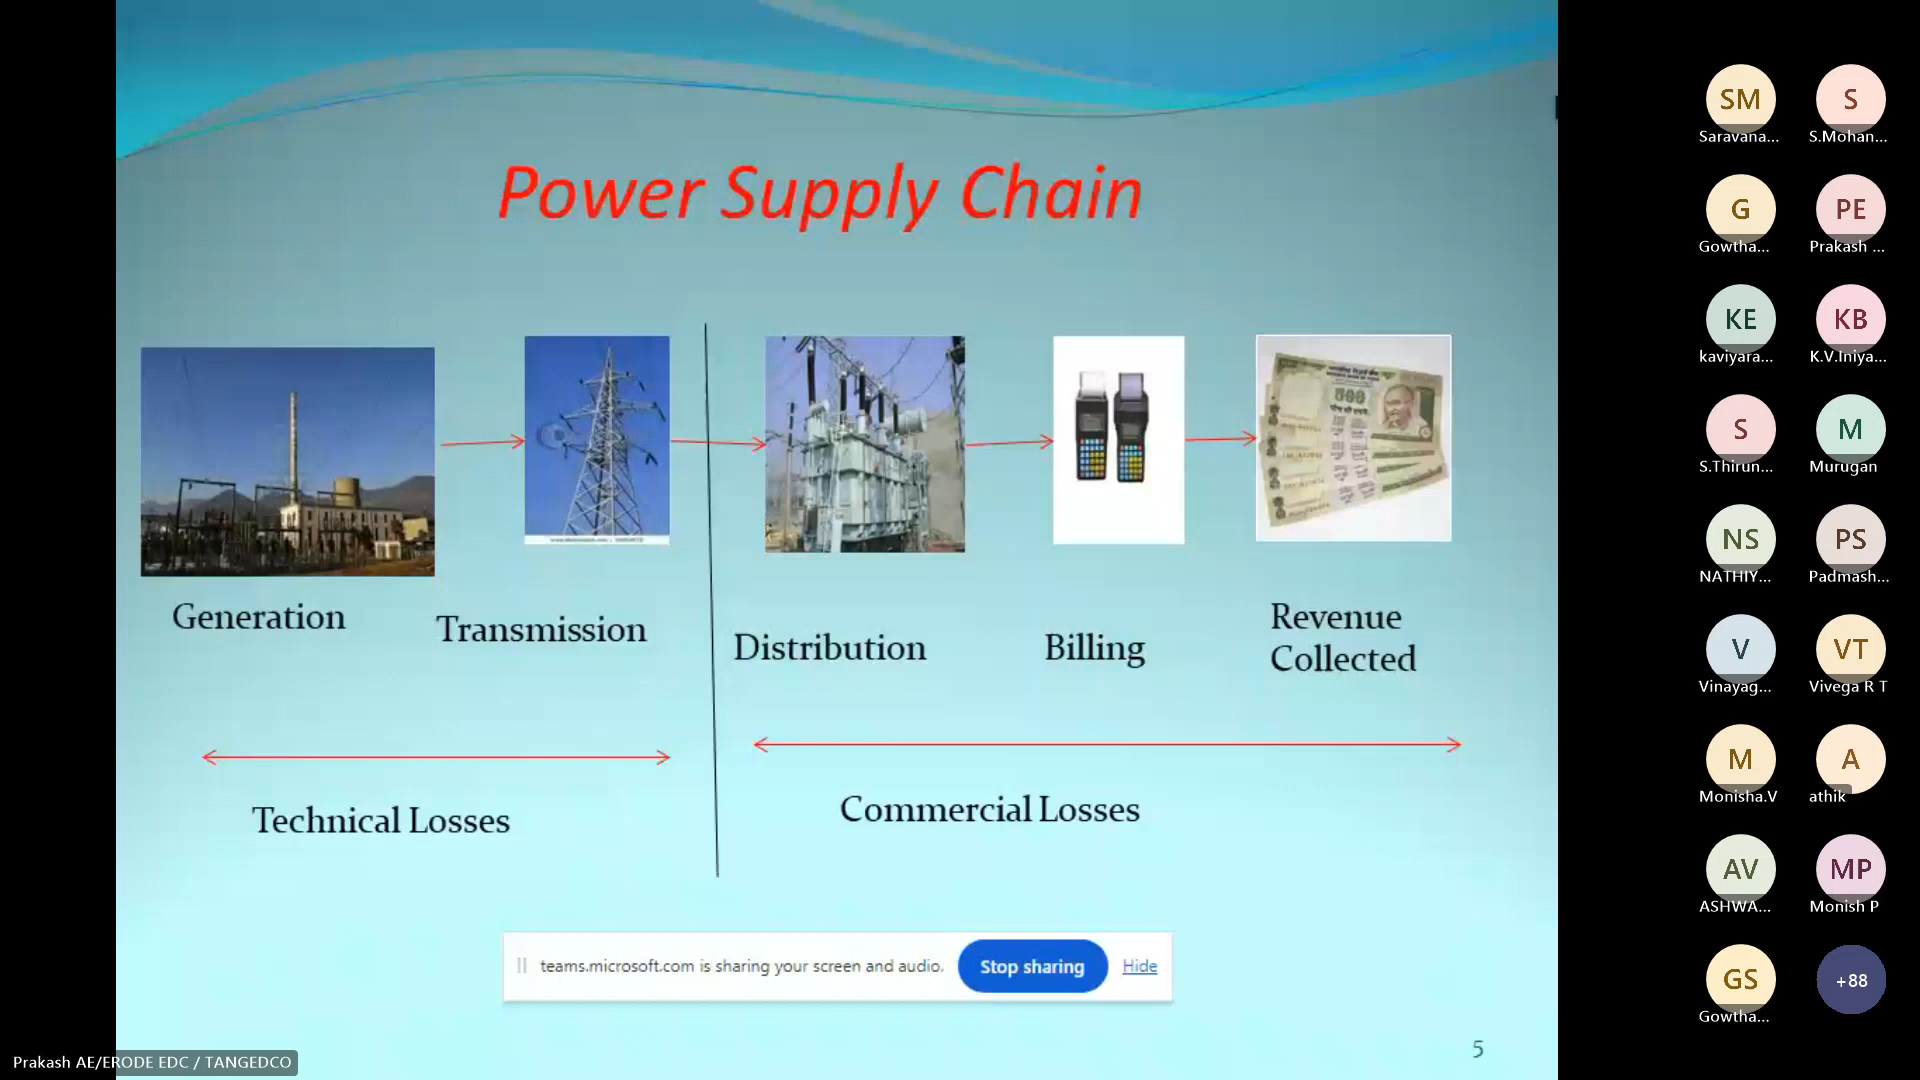 Power Supply Chain
500
Generation
Transmission
Distribution
Billing
Revenue
Collected
Technical Losses
Commercial Losses
teams.microsoft.com is sharing your screen and audio.
Stop sharing
Hide
5
Prakash AE/ERODE EDC / TANGEDCO
SM
Saravana...
S
S.Mohan...
G
Gowtha...
PE
Prakash ...
KE
kaviyara...
KB
K.V.Iniya...
S
S.Thirun...
M
Murugan
NS
NATHIY...
PS
Padmash...
V
Vinayag...
VT
Vivega R T
M
Monisha.V
A
athik
AV
ASHWA...
MP
Monish P
GS
Gowtha...
+88